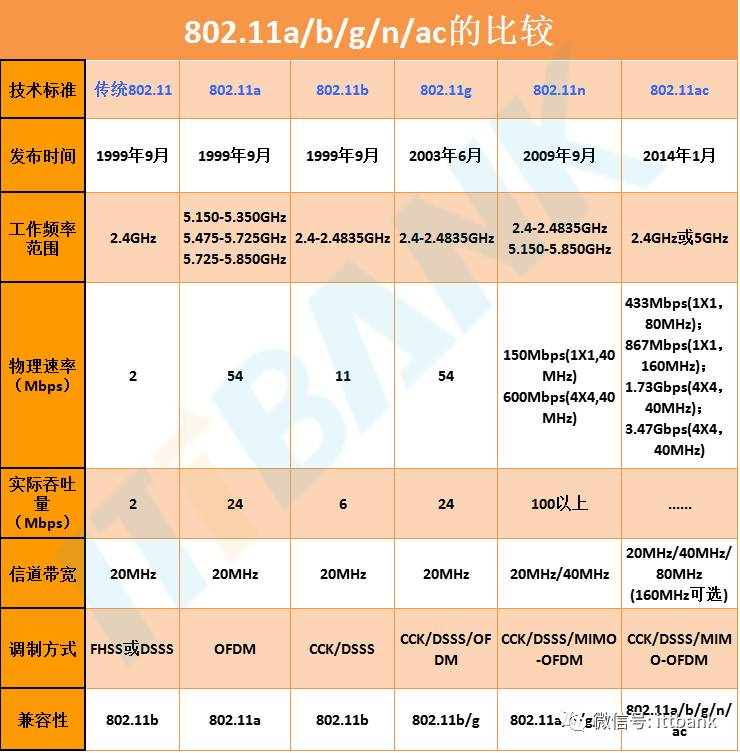 802.11a/b/g/n/ac的比较
技术标准 传统802.11 802.11a 802.11b 802.11g 802.11n 802.11ac
发布时间 1999年9月 1999年9月 1999年9月 2003年6月 2009年9月 2014年1月
工作频率
范围
2.4GHz
5.150-5.350GHz
5.475-5.725GHz
5.725-5.850GHz
2.4-2.4835GHz
2.4-2.4835GHz
2.4-2.4835GHz
5.150-5.850GHz
2.4GHz或5GHz
物理速率
（Mbps）
2
54
11
54
150Mbps(1X1,40
MHz)
600Mbps(4X4,40
MHz)
433Mbps(1X1，
80MHz)；
867Mbps(1X1，
160MHz)；
1.73Gbps(4X4，
40MHz)；
3.47Gbps(4X4，
40MHz)
实际吞吐
量
（Mbps）
2
24
6
24
100以上
......
信道带宽
20MHz
20MHz
20MHz
20MHz
20MHz/40MHz
20MHz/40MHz/
80MHz
(160MHz可选)
调制方式
FHSS或DSSS
OFDM
CCK/DSSS
CCK/DSSS/OF
DM
CCK/DSSS/MIMO
-OFDM
CCK/DSSS/MIM
O-OFDM
兼容性
802.11b
802.11a
802.11b
802.11b/g
802.11a/
802.11a/b/g/n/
ac
微信号: ittbank
ITiBANK